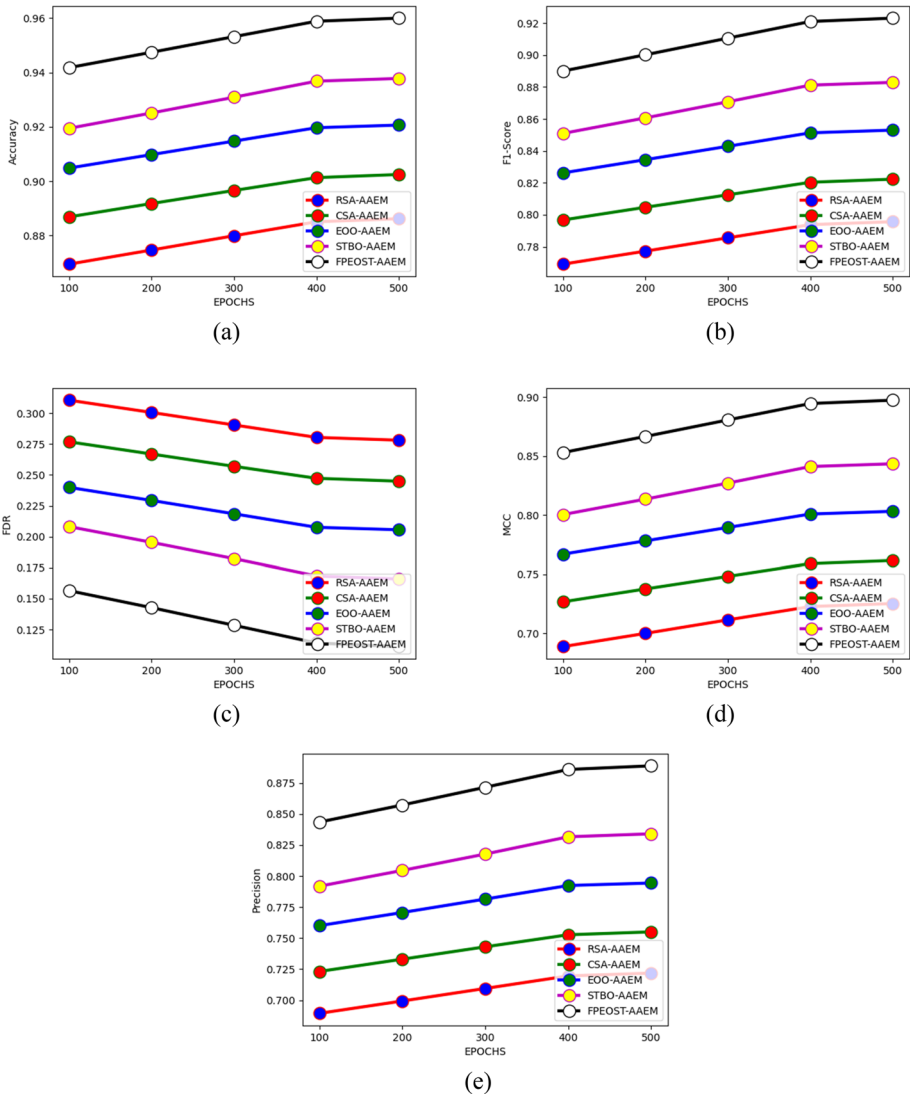 0.96
0.94
0.92
0.90
0.88
Accuracy
100 200 300 400 500
EPOCHS
RSA-AAEM
CSA-AAEM
EOO-AAEM
STBO-AAEM
FPEOST-AAEM
(a)
0.92
0.90
0.88
0.86
0.84
0.82
0.80
0.78
F1-Score
100 200 300 400 500
EPOCHS
RSA-AAEM
CSA-AAEM
EOO-AAEM
STBO-AAEM
FPEOST-AAEM
(b)
0.300
0.275
0.250
0.225
0.200
0.175
0.150
0.125
FDR
100 200 300 400 500
EPOCHS
RSA-AAEM
CSA-AAEM
EOO-AAEM
STBO-AAEM
FPEOST-AAEM
(c)
0.90
0.85
0.80
0.75
0.70
MCC
100 200 300 400 500
EPOCHS
RSA-AAEM
CSA-AAEM
EOO-AAEM
STBO-AAEM
FPEOST-AAEM
(d)
0.875
0.850
0.825
0.800
0.775
0.750
0.725
0.700
Precision
100 200 300 400 500
EPOCHS
RSA-AAEM
CSA-AAEM
EOO-AAEM
STBO-AAEM
FPEOST-AAEM
(e)